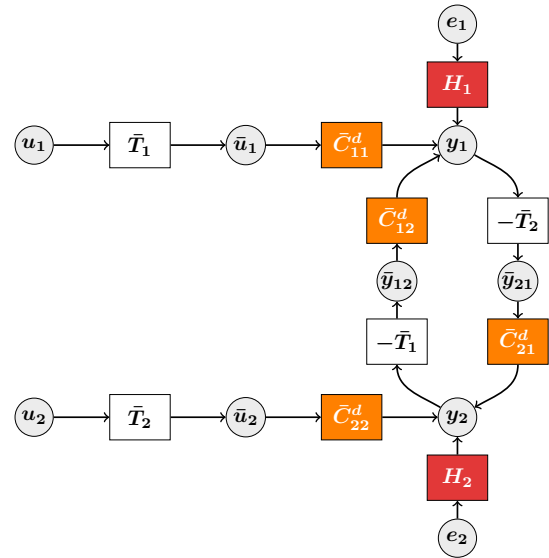 e₁
H₁
u₁ T̄₁ ū₁ C̄ᵈ₁₁ y₁
C̄ᵈ₁₂ −T̄₂
ȳ₁₂ ȳ₂₁
−T̄₁ C̄ᵈ₂₁
u₂ T̄₂ ū₂ C̄ᵈ₂₂ y₂
H₂
e₂